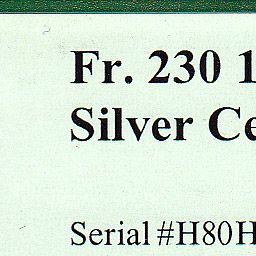 Fr. 230 1
Silver Ce
Serial #H80H